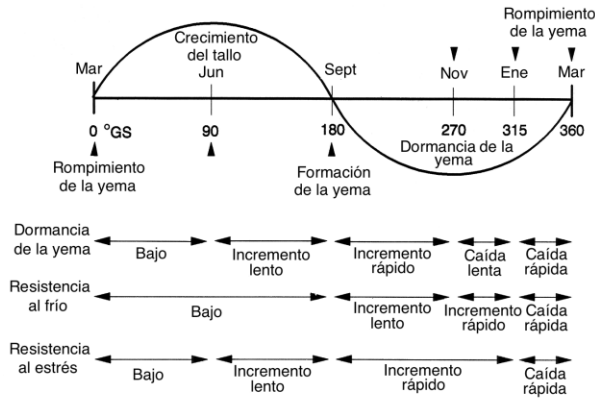 Rompimiento
de la yema
Crecimiento
del tallo
Mar
Jun
Sept
Nov
Ene
Mar
0 °GS
90
180
270
315
360
Dormancia de la
yema
Rompimiento
de la yema
Formación
de la yema
Dormancia
de la yema
Bajo
Incremento
lento
Incremento
rápido
Caída
lenta
Caída
rápida
Resistencia
al frío
Bajo
Incremento
lento
Incremento
rápido
Caída
rápida
Resistencia
al estrés
Bajo
Incremento
lento
Incremento
rápido
Caída
rápida